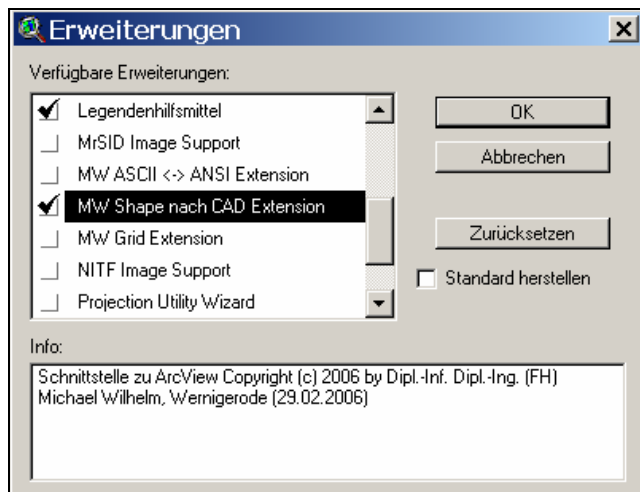 Erweiterungen
Verfügbare Erweiterungen:
Legendenhilfsmittel
MrSID Image Support
MW ASCII <-> ANSI Extension
MW Shape nach CAD Extension
MW Grid Extension
NITF Image Support
Projection Utility Wizard
OK
Abbrechen
Zurücksetzen
Standard herstellen
Info:
Schnittstelle zu ArcView Copyright (c) 2006 by Dipl.-Inf. Dipl.-Ing. (FH)
Michael Wilhelm, Wernigerode (29.02.2006)